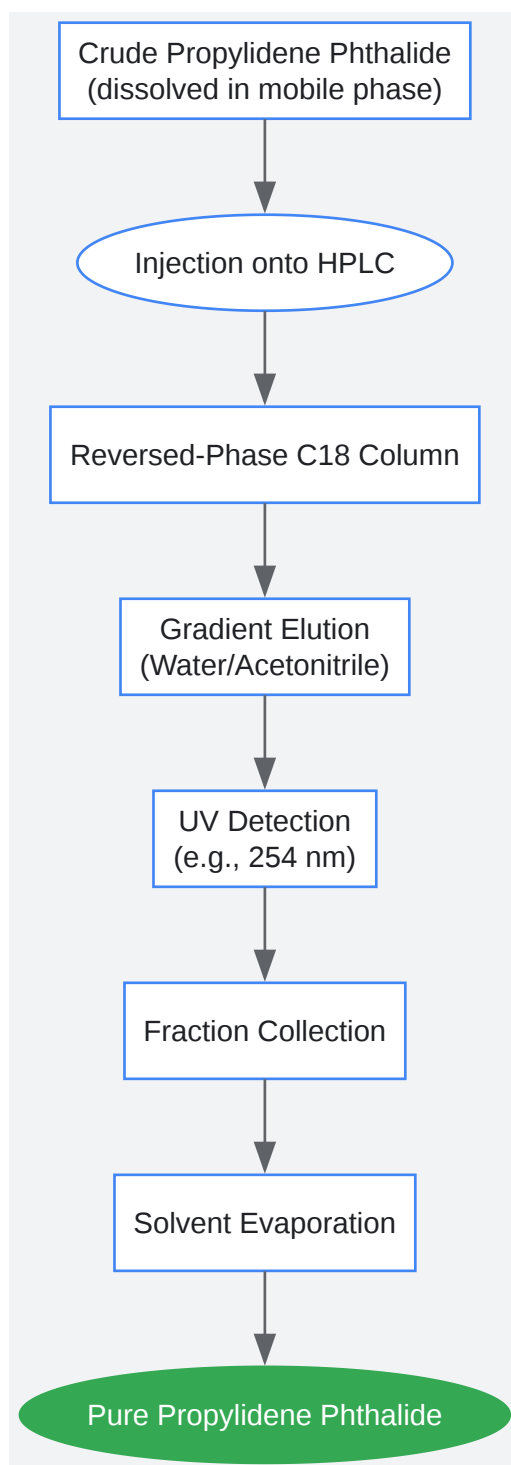 Crude Propylidene Phthalide
(dissolved in mobile phase)
Injection onto HPLC
Reversed-Phase C18 Column
Gradient Elution
(Water/Acetonitrile)
UV Detection
(e.g., 254 nm)
Fraction Collection
Solvent Evaporation
Pure Propylidene Phthalide